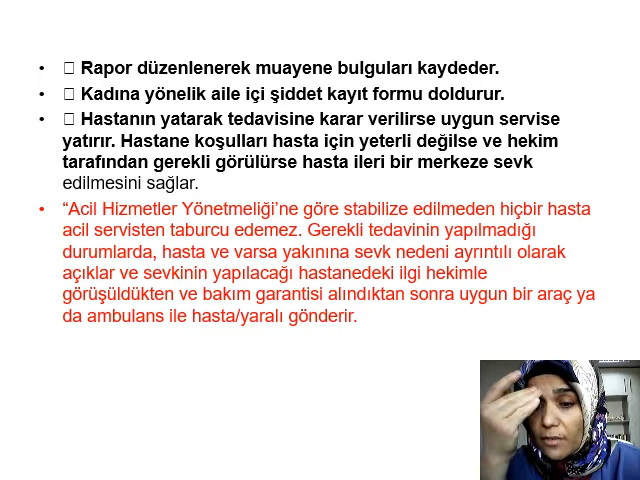 • Rapor düzenlenerek muayene bulguları kaydeder.
• Kadına yönelik aile içi şiddet kayıt formu doldurur.
• Hastanın yatarak tedavisine karar verilirse uygun servise
yatırır. Hastane koşulları hasta için yeterli değilse ve hekim
tarafından gerekli görülürse hasta ileri bir merkeze sevk
edilmesini sağlar.
• “Acil Hizmetler Yönetmeliği’ne göre stabilize edilmeden hiçbir hasta
acil servisten taburcu edemez. Gerekli tedavinin yapılmadığı
durumlarda, hasta ve varsa yakınına sevk nedeni ayrıntılı olarak
açıklar ve sevkinin yapılacağı hastanedeki ilgi hekimle
görüşüldükten ve bakım garantisi alındıktan sonra uygun bir araç ya
da ambulans ile hasta/yaralı gönderir.